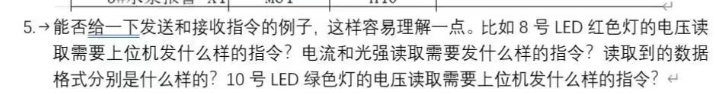 5.→能否给一下发送和接收指令的例子，这样容易理解一点。比如 8 号 LED 红色灯的电压读
取需要上位机发什么样的指令？电流和光强读取需要发什么样的指令？读取到的数据
格式分别是什么样的？10 号 LED 绿色灯的电压读取需要上位机发什么样的指令？↵